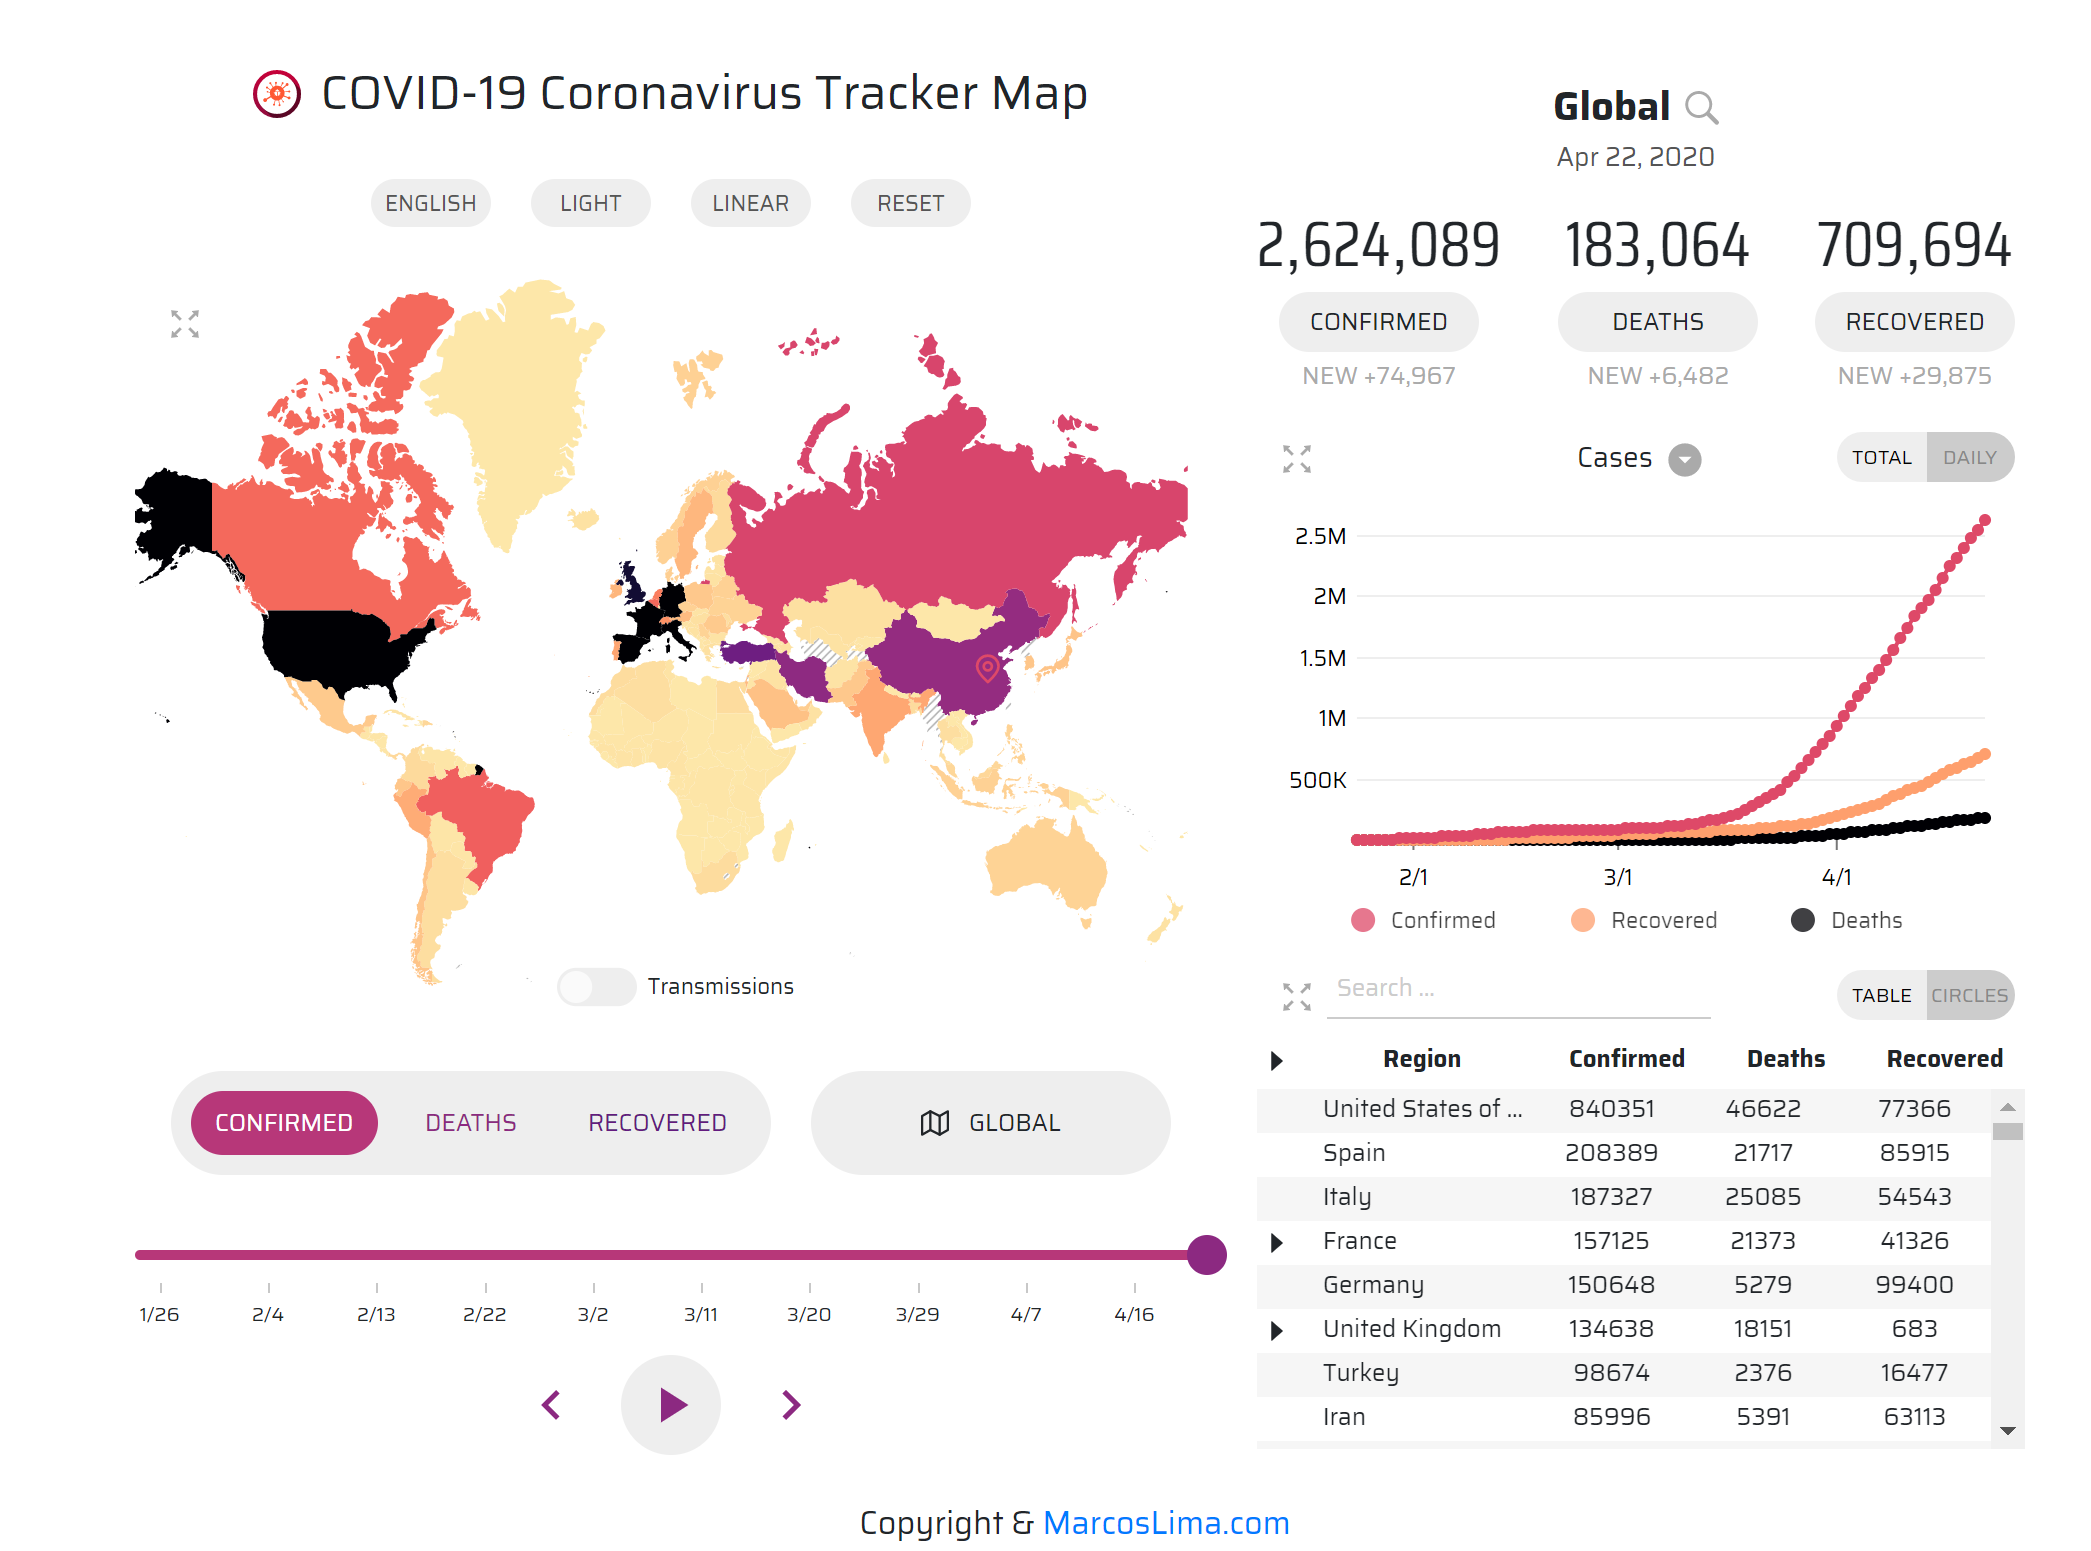 COVID-19 Coronavirus Tracker Map
ENGLISH LIGHT LINEAR RESET
Transmissions
CONFIRMED DEATHS RECOVERED
GLOBAL
1/26 2/4 2/13 2/22 3/2 3/11 3/20 3/29 4/7 4/16
Global
Apr 22, 2020
2,624,089 183,064 709,694
CONFIRMED DEATHS RECOVERED
NEW +74,967 NEW +6,482 NEW +29,875
Cases
TOTAL DAILY
2.5M
2M
1.5M
1M
500K
2/1 3/1 4/1
Confirmed Recovered Deaths
Search ...
TABLE CIRCLES
Region Confirmed Deaths Recovered
United States of ... 840351 46622 77366
Spain 208389 21717 85915
Italy 187327 25085 54543
France 157125 21373 41326
Germany 150648 5279 99400
United Kingdom 134638 18151 683
Turkey 98674 2376 16477
Iran 85996 5391 63113
Copyright & MarcosLima.com